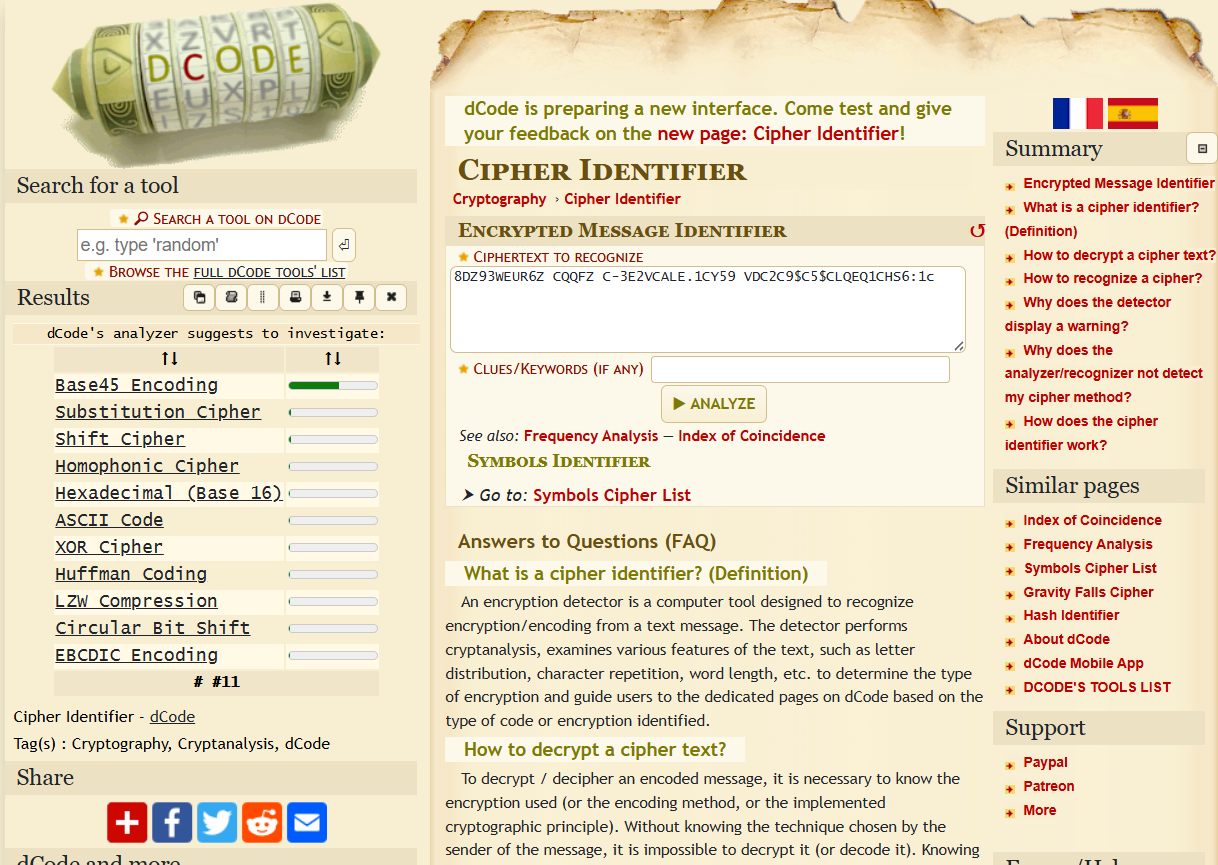 X Z V R T
D C O D E
E U X P L
Search for a tool
SEARCH A TOOL ON DCODE
e.g. type 'random'
BROWSE THE FULL DCODE TOOLS' LIST
Results
dCode's analyzer suggests to investigate:
↑↓ ↑↓
Base45 Encoding
Substitution Cipher
Shift Cipher
Homophonic Cipher
Hexadecimal (Base 16)
ASCII Code
XOR Cipher
Huffman Coding
LZW Compression
Circular Bit Shift
EBCDIC Encoding
# #11
Cipher Identifier - dCode
Tag(s) : Cryptography, Cryptanalysis, dCode
Share
dCode and more
dCode is preparing a new interface. Come test and give
your feedback on the new page: Cipher Identifier!
CIPHER IDENTIFIER
Cryptography › Cipher Identifier
ENCRYPTED MESSAGE IDENTIFIER
CIPHERTEXT TO RECOGNIZE
8DZ93WEUR6Z CQQFZ C-3E2VCALE.1CY59 VDC2C9$C5$CLQEQ1CHS6:1c
CLUES/KEYWORDS (IF ANY)
▶ ANALYZE
See also: Frequency Analysis — Index of Coincidence
SYMBOLS IDENTIFIER
➤ Go to: Symbols Cipher List
Answers to Questions (FAQ)
What is a cipher identifier? (Definition)
An encryption detector is a computer tool designed to recognize
encryption/encoding from a text message. The detector performs
cryptanalysis, examines various features of the text, such as letter
distribution, character repetition, word length, etc. to determine the type
of encryption and guide users to the dedicated pages on dCode based on the
type of code or encryption identified.
How to decrypt a cipher text?
To decrypt / decipher an encoded message, it is necessary to know the
encryption used (or the encoding method, or the implemented
cryptographic principle). Without knowing the technique chosen by the
sender of the message, it is impossible to decrypt it (or decode it). Knowing
Summary
Encrypted Message Identifier
What is a cipher identifier?
(Definition)
How to decrypt a cipher text?
How to recognize a cipher?
Why does the detector
display a warning?
Why does the
analyzer/recognizer not detect
my cipher method?
How does the cipher
identifier work?
Similar pages
Index of Coincidence
Frequency Analysis
Symbols Cipher List
Gravity Falls Cipher
Hash Identifier
About dCode
dCode Mobile App
DCODE'S TOOLS LIST
Support
Paypal
Patreon
More